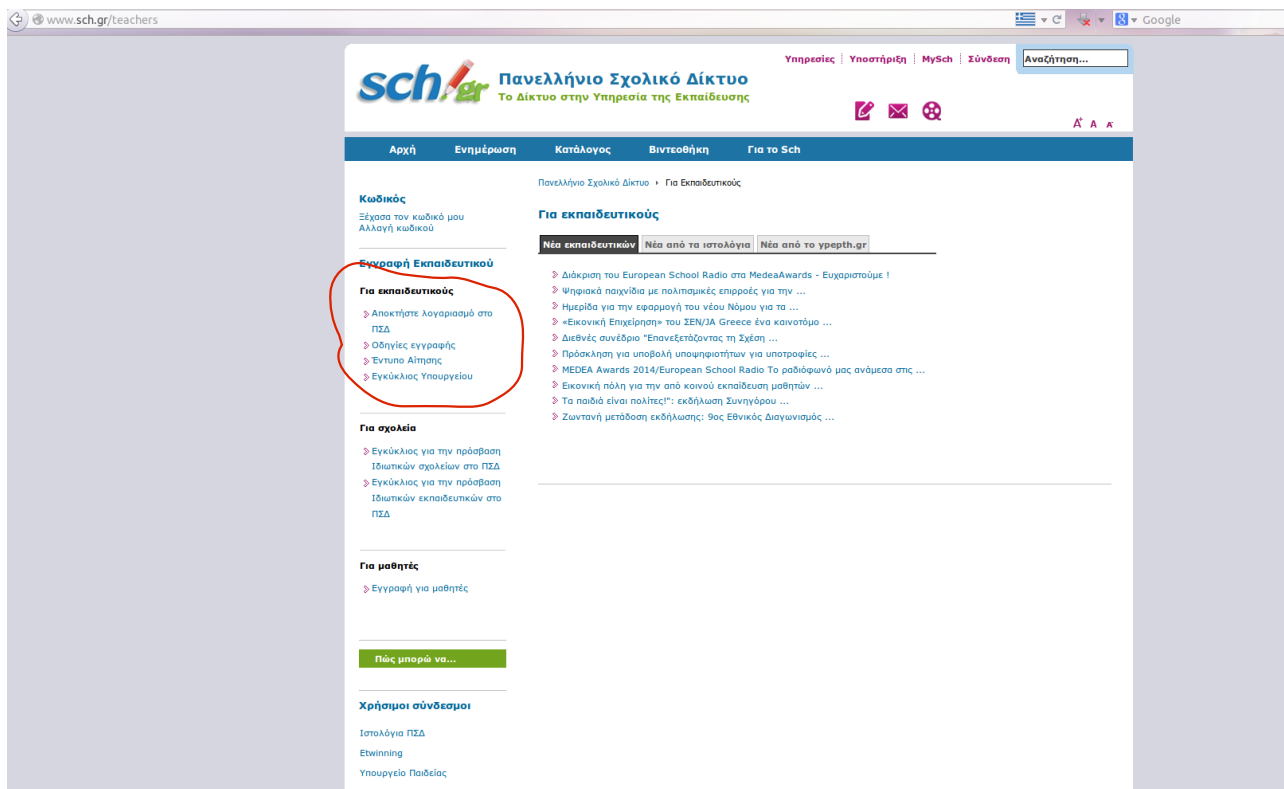 www.sch.gr/teachers
Google
Υπηρεσίες Υποστήριξη MySch Σύνδεση
Αναζήτηση...
sch.gr
Πανελλήνιο Σχολικό Δίκτυο
Το Δίκτυο στην Υπηρεσία της Εκπαίδευσης
A+ A A-
Αρχή Ενημέρωση Κατάλογος Βιντεοθήκη Για το Sch
Κωδικός
Ξέχασα τον κωδικό μου
Αλλαγή κωδικού
Εγγραφή Εκπαιδευτικού
Για εκπαιδευτικούς
Αποκτήστε λογαριασμό στο
ΠΣΔ
Οδηγίες εγγραφής
Έντυπο Αίτησης
Εγκύκλιος Υπουργείου
Για σχολεία
Εγκύκλιος για την πρόσβαση
Ιδιωτικών σχολείων στο ΠΣΔ
Εγκύκλιος για την πρόσβαση
Ιδιωτικών εκπαιδευτικών στο
ΠΣΔ
Για μαθητές
Εγγραφή για μαθητές
Πώς μπορώ να...
Χρήσιμοι σύνδεσμοι
Ιστολόγια ΠΣΔ
Etwinning
Υπουργείο Παιδείας
Πανελλήνιο Σχολικό Δίκτυο Για Εκπαιδευτικούς
Για εκπαιδευτικούς
Νέα εκπαιδευτικών Νέα από τα ιστολόγια Νέα από το ypepth.gr
Διάκριση του European School Radio στα MedeaAwards - Ευχαριστούμε !
Ψηφιακά παιχνίδια με πολιτισμικές επιρροές για την ...
Ημερίδα για την εφαρμογή του νέου Νόμου για τα ...
«Εικονική Επιχείρηση» του ΣΕΝ/JA Greece ένα καινοτόμο ...
Διεθνές συνέδριο "Επανεξετάζοντας τη Σχέση ...
Πρόσκληση για υποβολή υποψηφιοτήτων για υποτροφίες ...
MEDEA Awards 2014/European School Radio Το ραδιόφωνό μας ανάμεσα στις ...
Εικονική πόλη για την από κοινού εκπαίδευση μαθητών ...
Τα παιδιά είναι πολίτες!": εκδήλωση Συνηγόρου ...
Ζωντανή μετάδοση εκδήλωσης: 9ος Εθνικός Διαγωνισμός ...